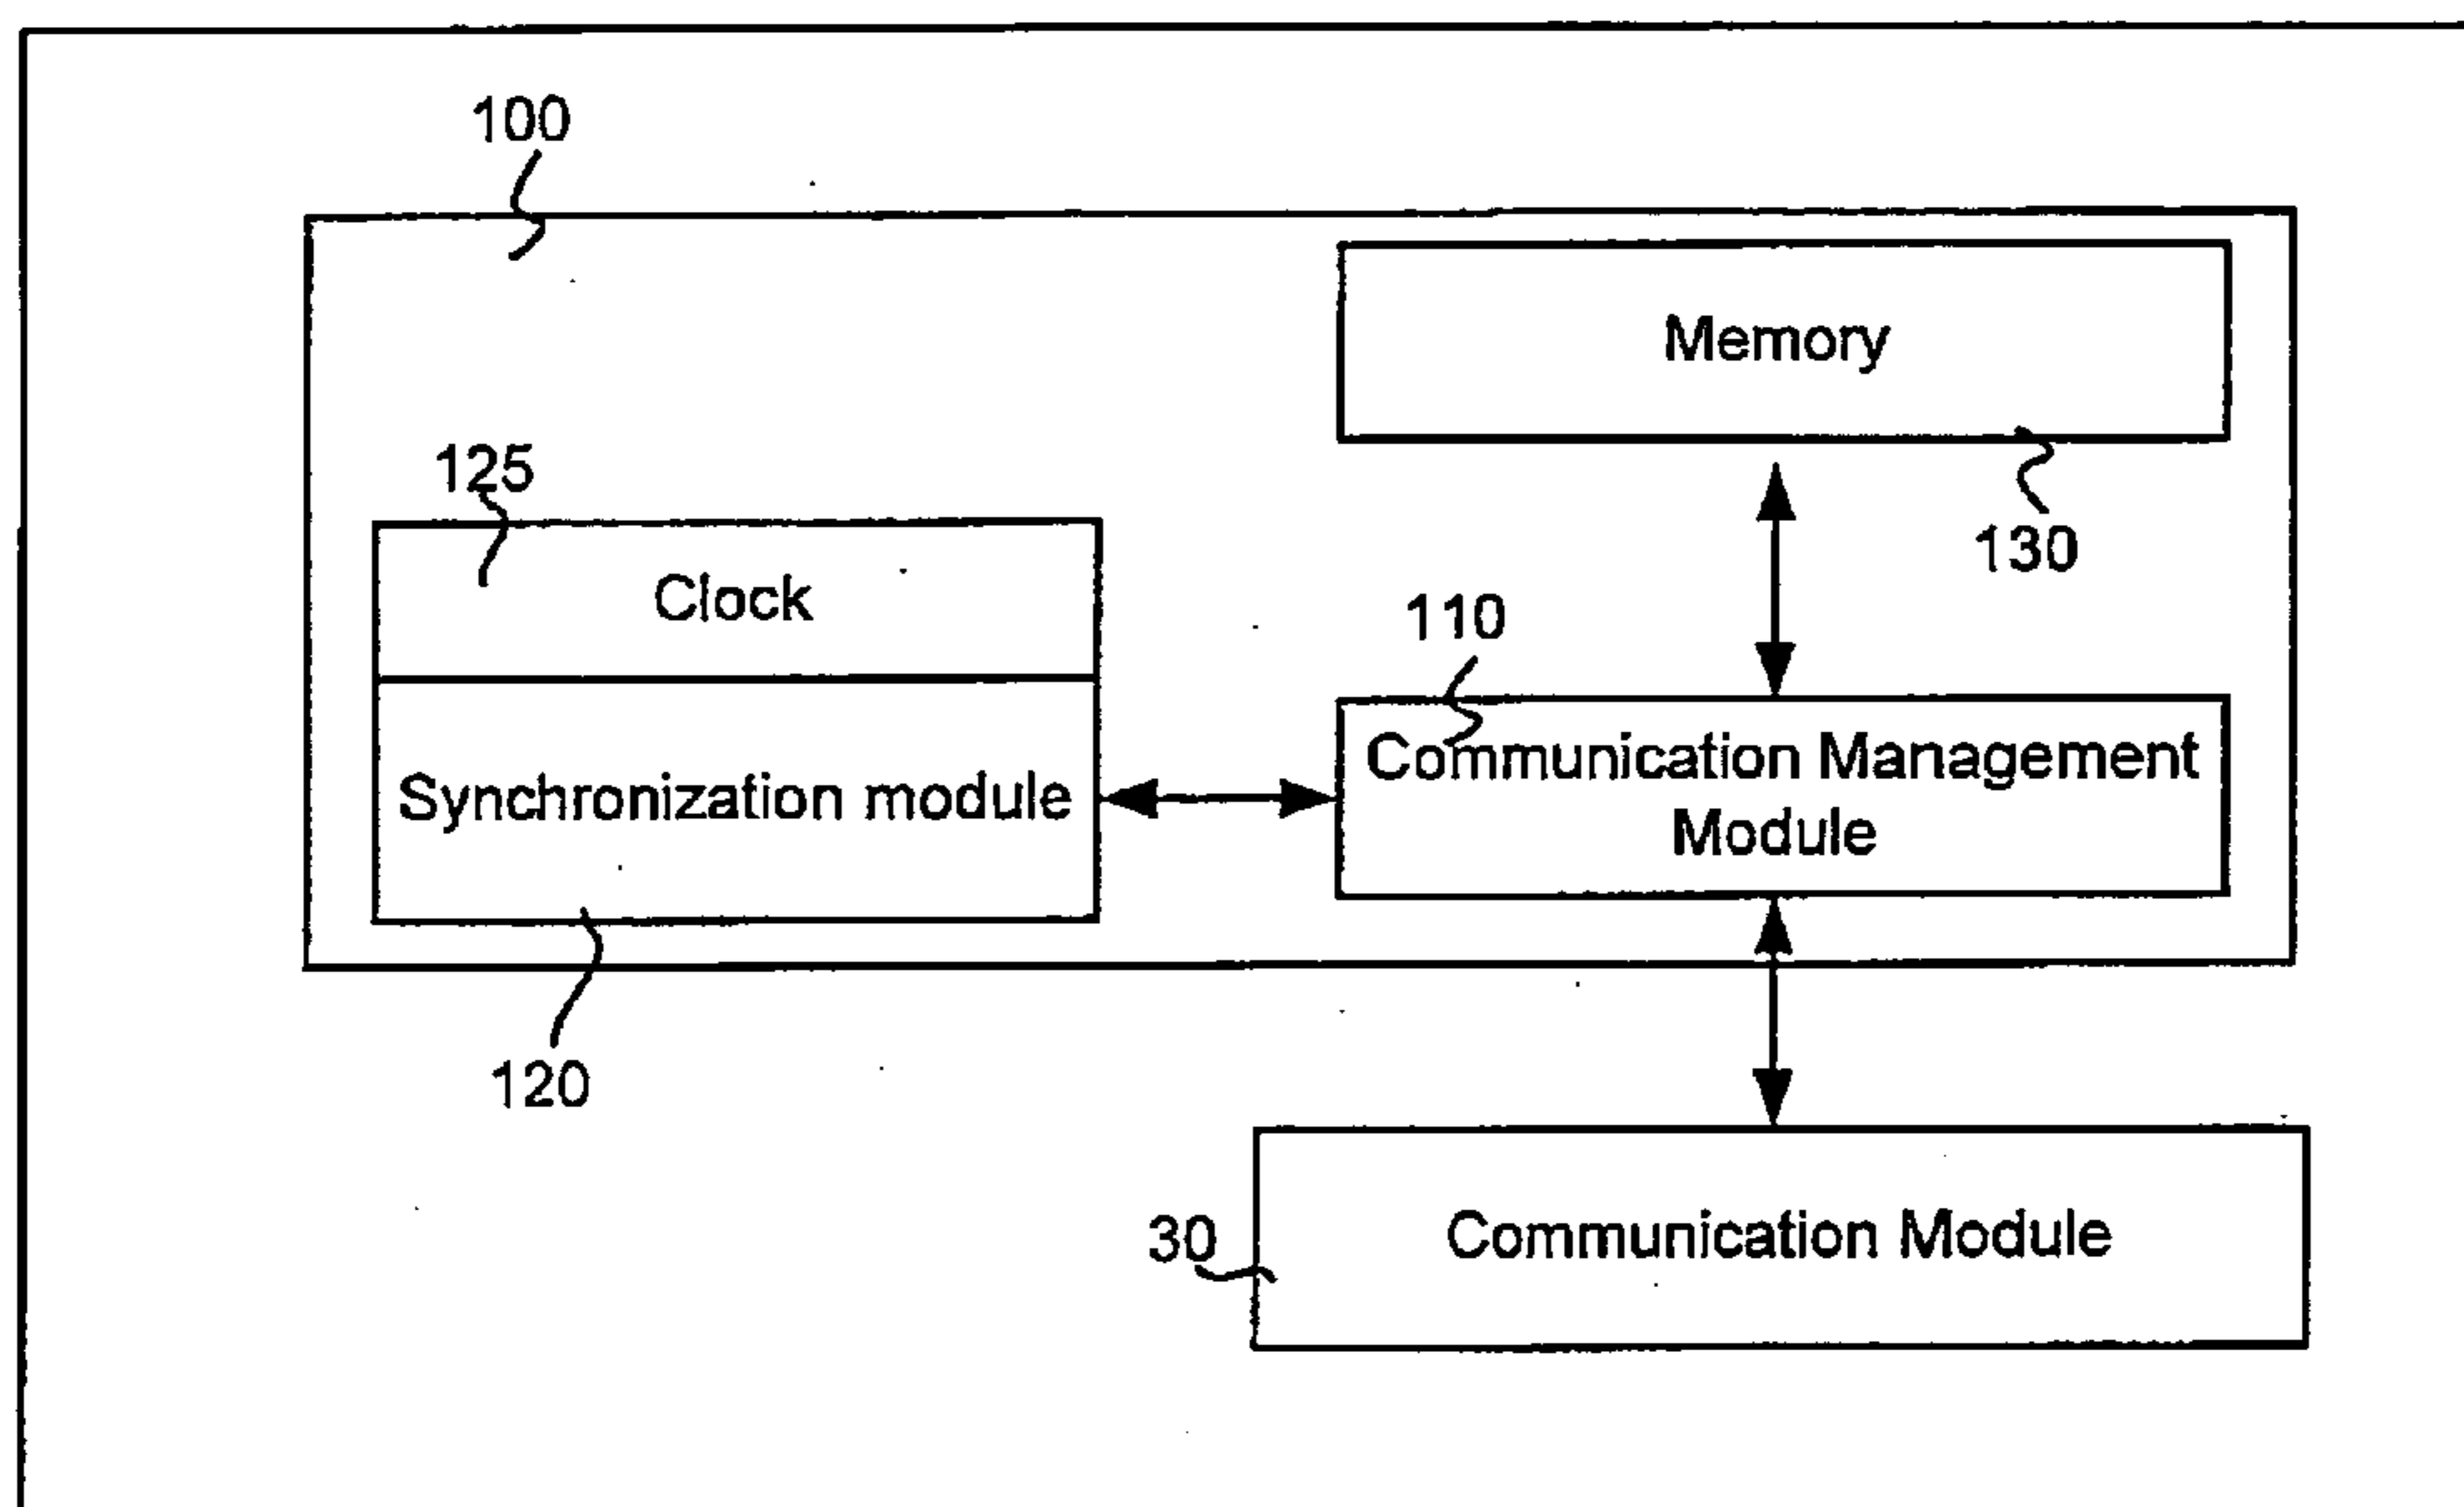 100
Memory
125
130
Clock
110
Communication Management
Module
Synchronization module
120
30
Communication Module